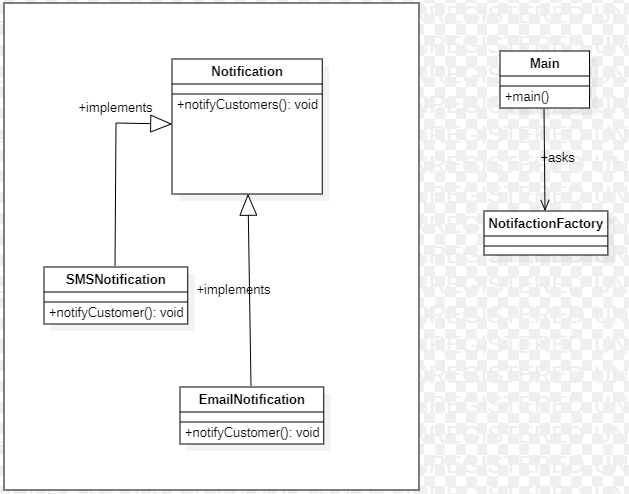 Notification
+notifyCustomers(): void
+implements
SMSNotification
+notifyCustomer(): void
+implements
EmailNotification
+notifyCustomer(): void
Main
+main()
+asks
NotifactionFactory